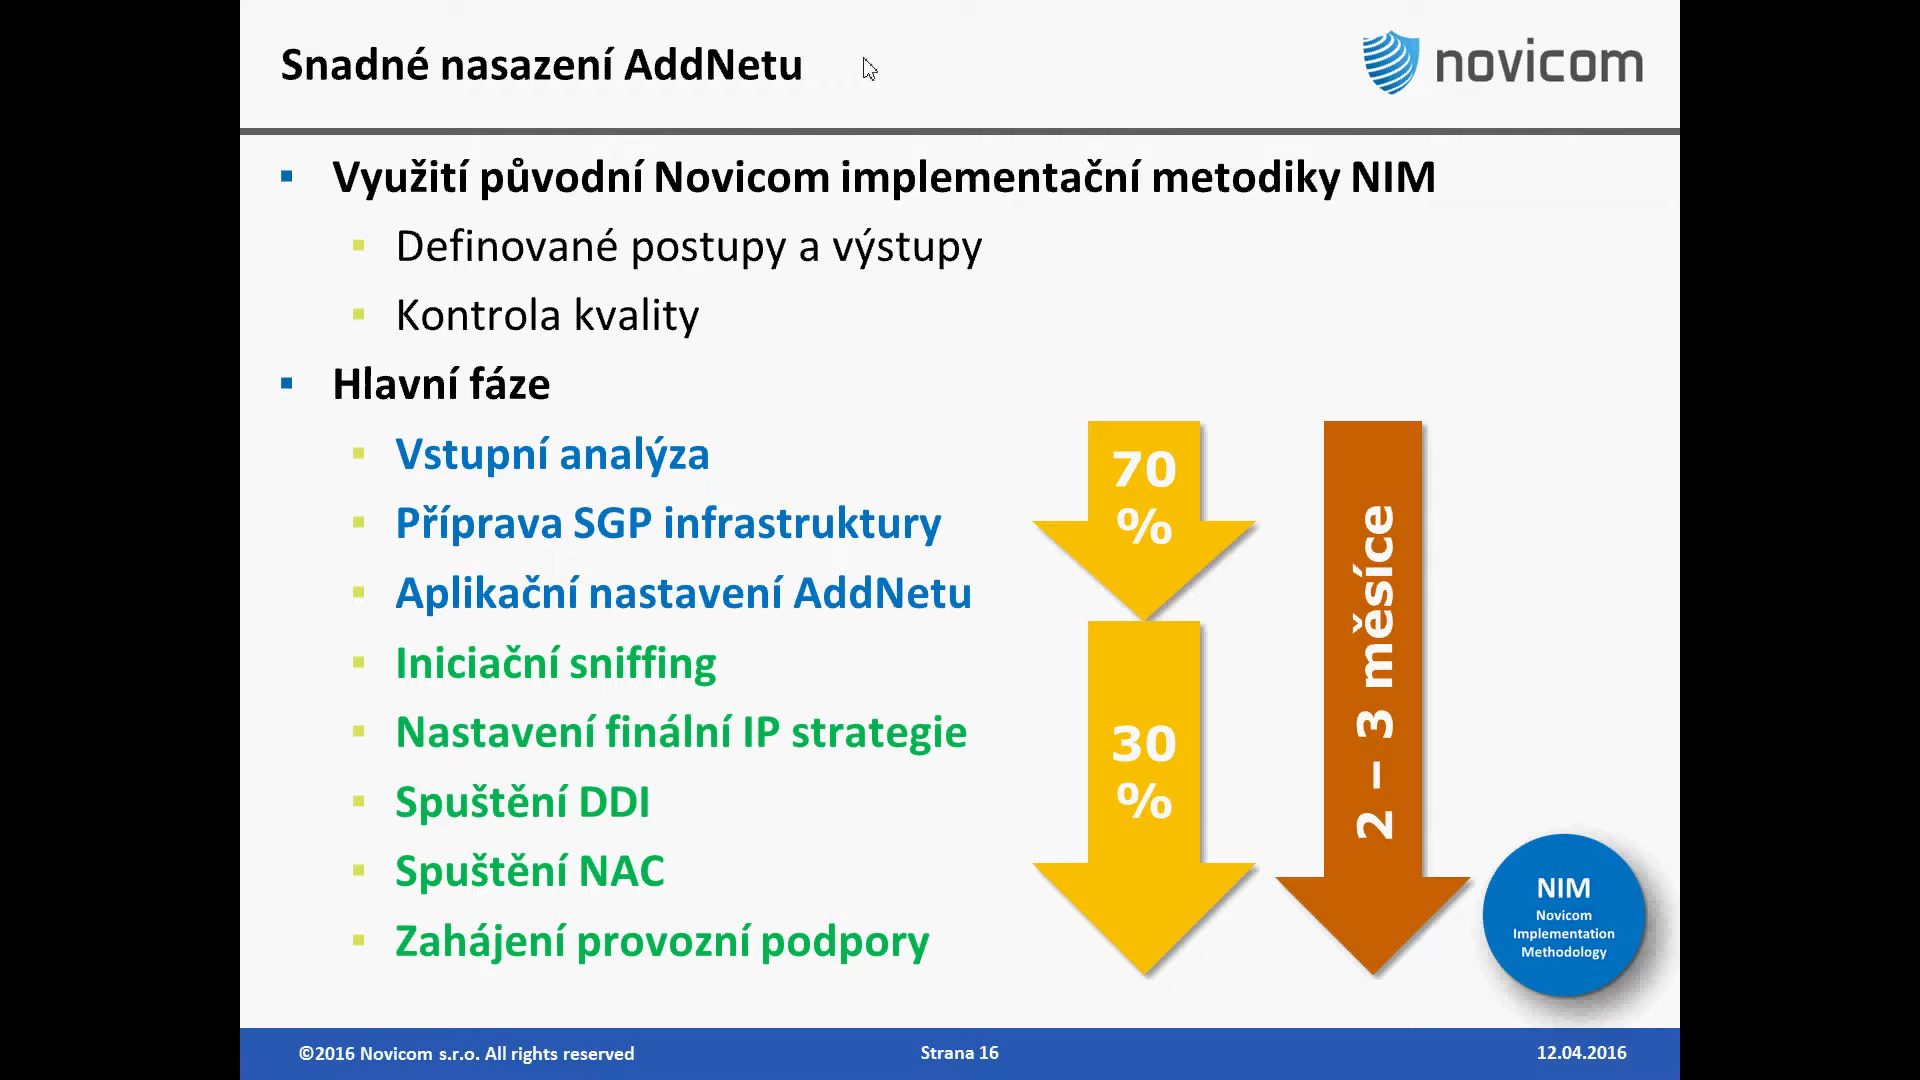 Snadné nasazení AddNetu
novicom
Využití původní Novicom implementační metodiky NIM
Definované postupy a výstupy
Kontrola kvality
Hlavní fáze
Vstupní analýza
Příprava SGP infrastruktury
Aplikační nastavení AddNetu
Iniciační sniffing
Nastavení finální IP strategie
Spuštění DDI
Spuštění NAC
Zahájení provozní podpory
70
%
30
%
2 – 3 měsíce
NIM
Novicom
Implementation
Methodology
©2016 Novicom s.r.o. All rights reserved
Strana 16
12.04.2016